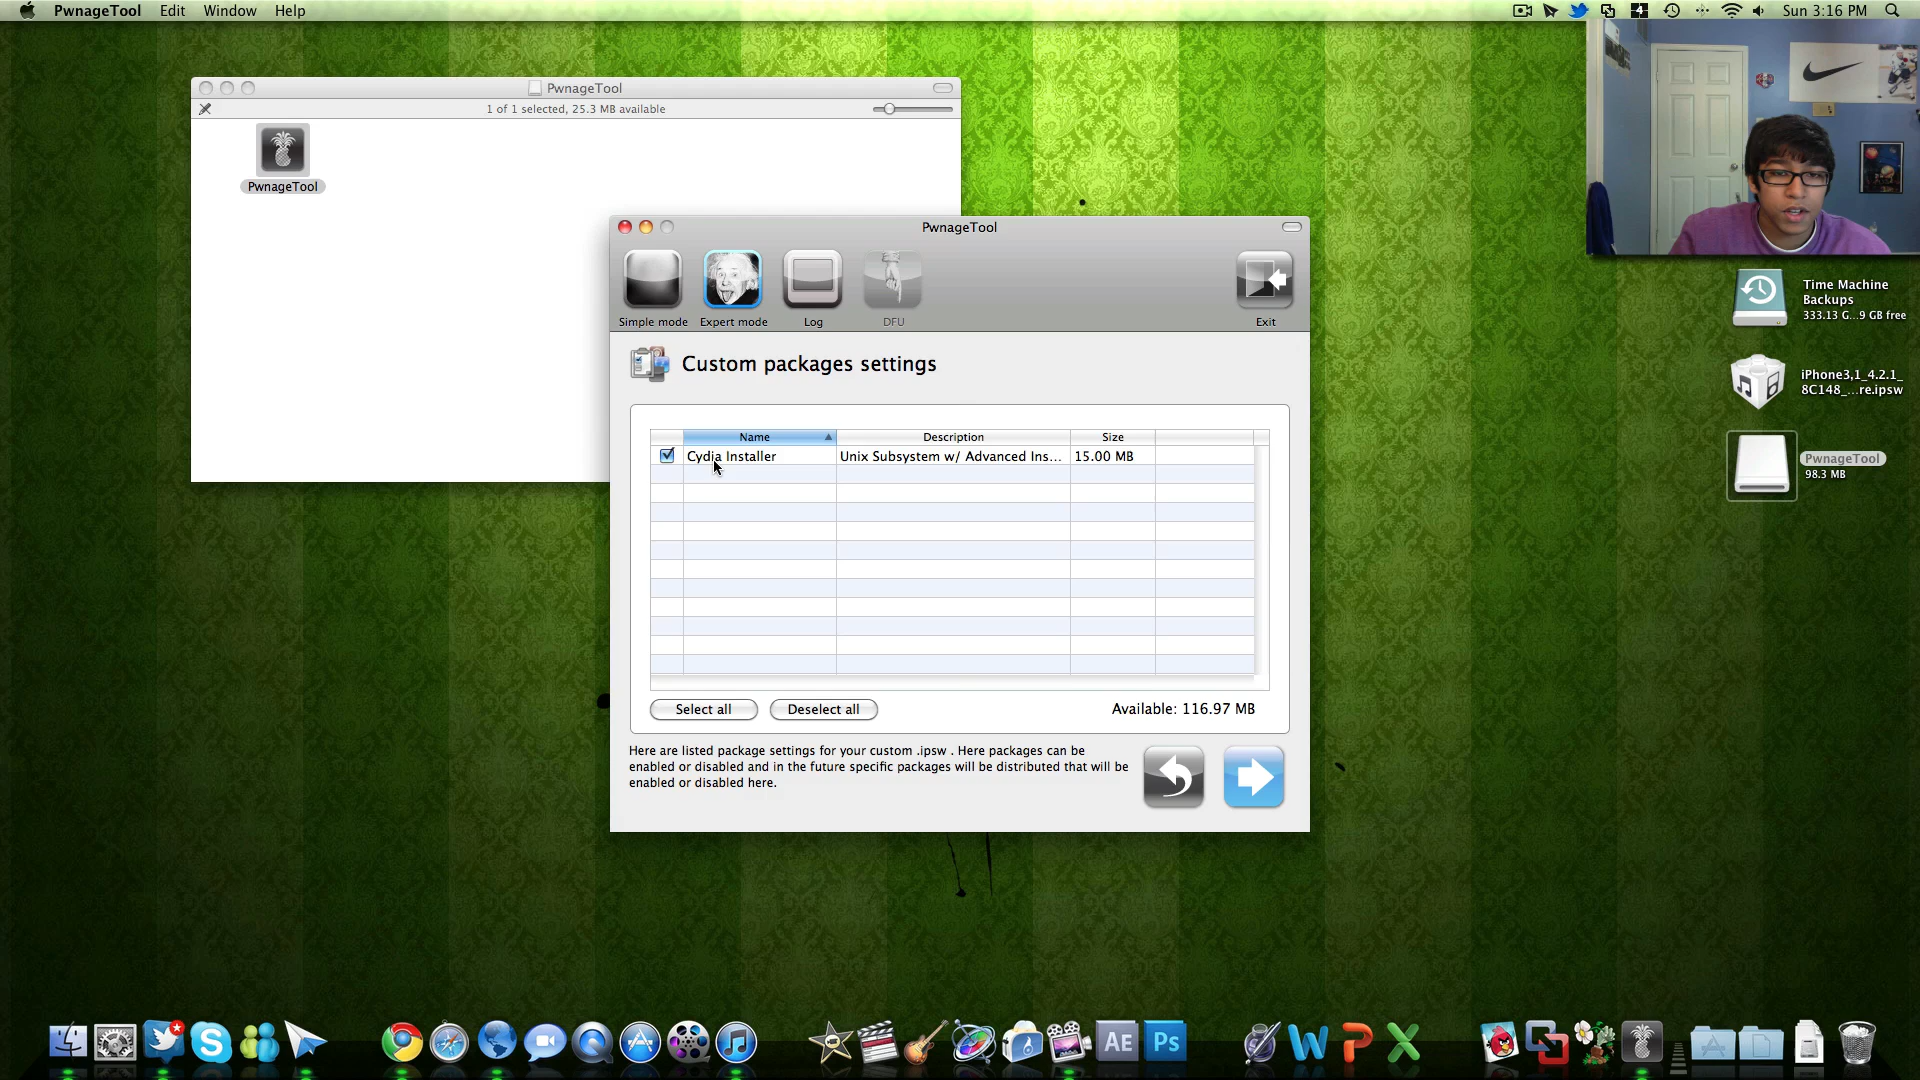 PwnageTool Edit Window Help
4 Sun 3:16 PM
PwnageTool
1 of 1 selected, 25.3 MB available
PwnageTool
PwnageTool
Simple mode Expert mode Log DFU Exit
Custom packages settings
Name Description Size
Cydia Installer Unix Subsystem w/ Advanced Ins... 15.00 MB
Select all Deselect all Available: 116.97 MB
Here are listed package settings for your custom .ipsw . Here packages can be
enabled or disabled and in the future specific packages will be distributed that will be
enabled or disabled here.
Time Machine
Backups
333.13 G...9 GB free
iPhone3,1_4.2.1_
8C148_...re.ipsw
PwnageTool
98.3 MB
AE Ps